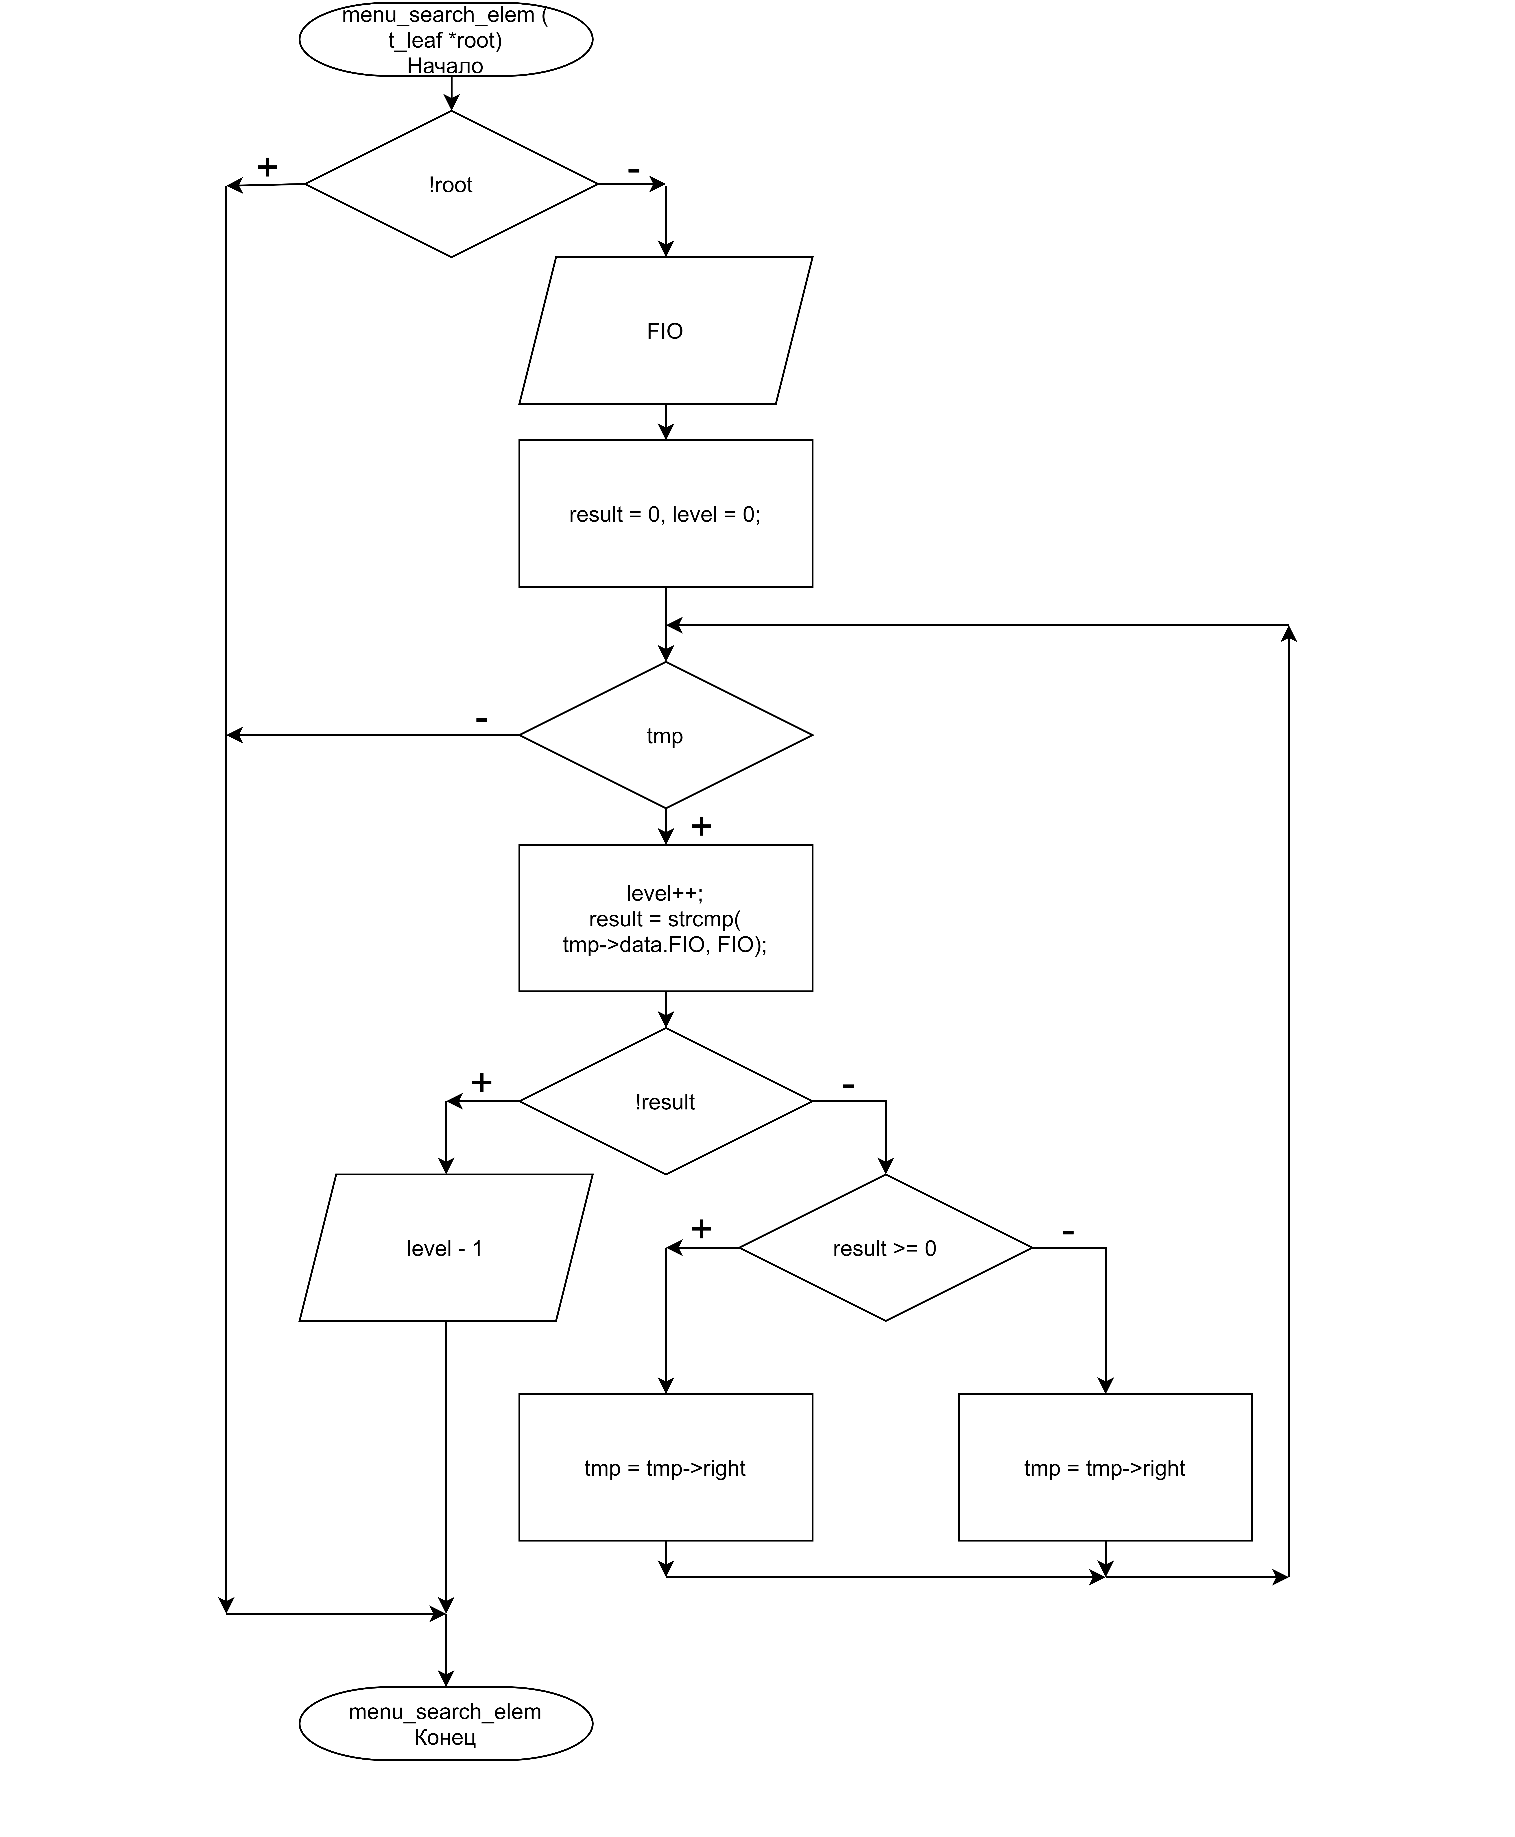 menu_search_elem (
t_leaf *root)
Начало
+
-
!root
FIO
result = 0, level = 0;
-
tmp
+
level++;
result = strcmp(
tmp->data.FIO, FIO);
+
-
!result
level - 1
+
-
result >= 0
tmp = tmp->right
tmp = tmp->right
menu_search_elem
Конец